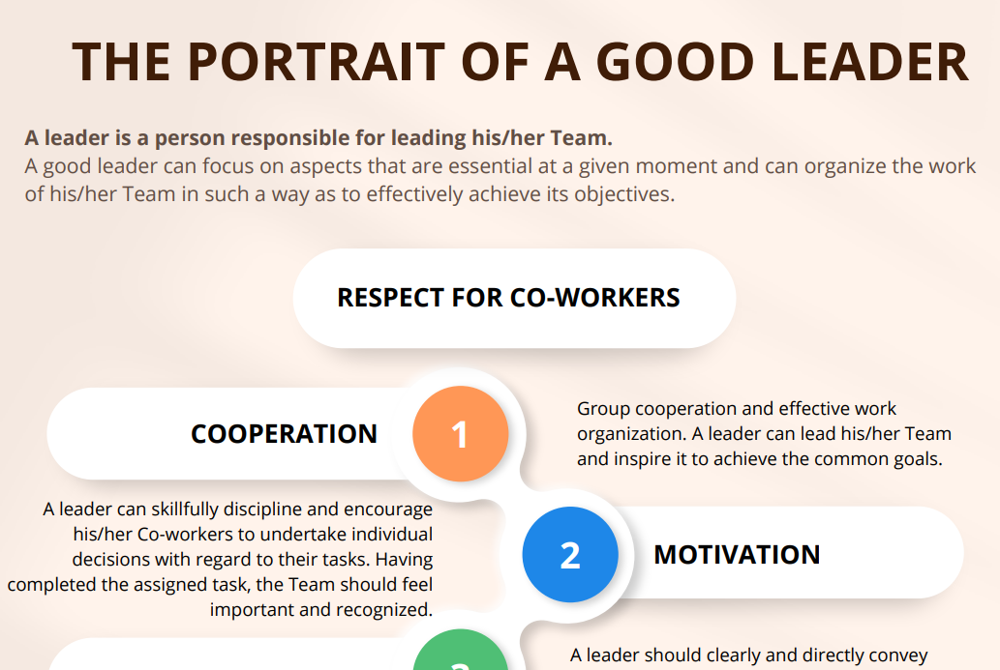 THE PORTRAIT OF A GOOD LEADER
A leader is a person responsible for leading his/her Team.
A good leader can focus on aspects that are essential at a given moment and can organize the work
of his/her Team in such a way as to effectively achieve its objectives.
RESPECT FOR CO-WORKERS
COOPERATION
1
Group cooperation and effective work
organization. A leader can lead his/her Team
and inspire it to achieve the common goals.
2
MOTIVATION
A leader can skillfully discipline and encourage
his/her Co-workers to undertake individual
decisions with regard to their tasks. Having
completed the assigned task, the Team should feel
important and recognized.
3
A leader should clearly and directly convey